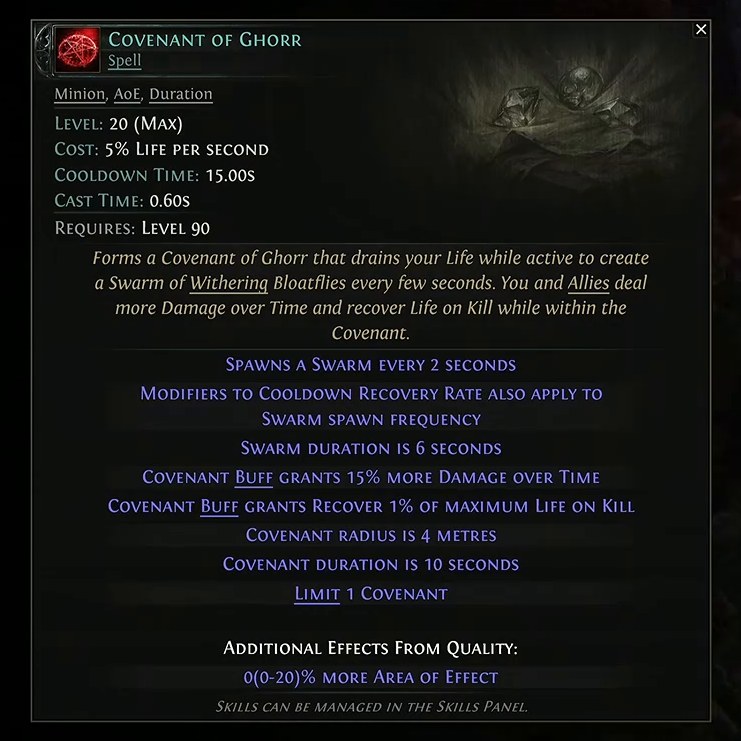 Covenant of Ghorr
Spell
Minion, AoE, Duration
Level: 20 (Max)
Cost: 5% Life per second
Cooldown Time: 15.00s
Cast Time: 0.60s
Requires: Level 90
Forms a Covenant of Ghorr that drains your Life while active to create
a Swarm of Withering Bloatflies every few seconds. You and Allies deal
more Damage over Time and recover Life on Kill while within the
Covenant.
Spawns a Swarm every 2 seconds
Modifiers to Cooldown Recovery Rate also apply to
Swarm spawn frequency
Swarm duration is 6 seconds
Covenant Buff grants 15% more Damage over Time
Covenant Buff grants Recover 1% of maximum Life on Kill
Covenant radius is 4 metres
Covenant duration is 10 seconds
Limit 1 Covenant
Additional Effects From Quality:
0(0-20)% more Area of Effect
Skills can be managed in the Skills Panel.